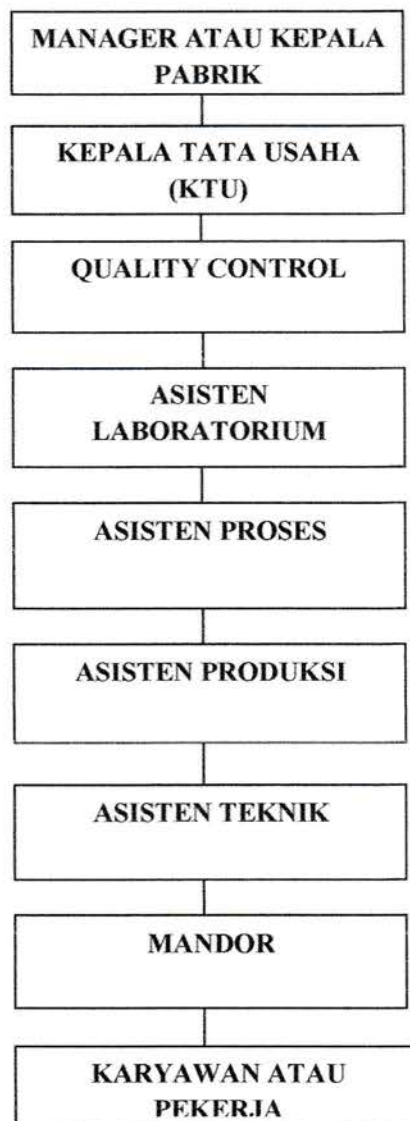 MANAGER ATAU KEPALA
PABRIK
KEPALA TATA USAHA
(KTU)
QUALITY CONTROL
ASISTEN
LABORATORIUM
ASISTEN PROSES
ASISTEN PRODUKSI
ASISTEN TEKNIK
MANDOR
KARYAWAN ATAU
PEKERJA